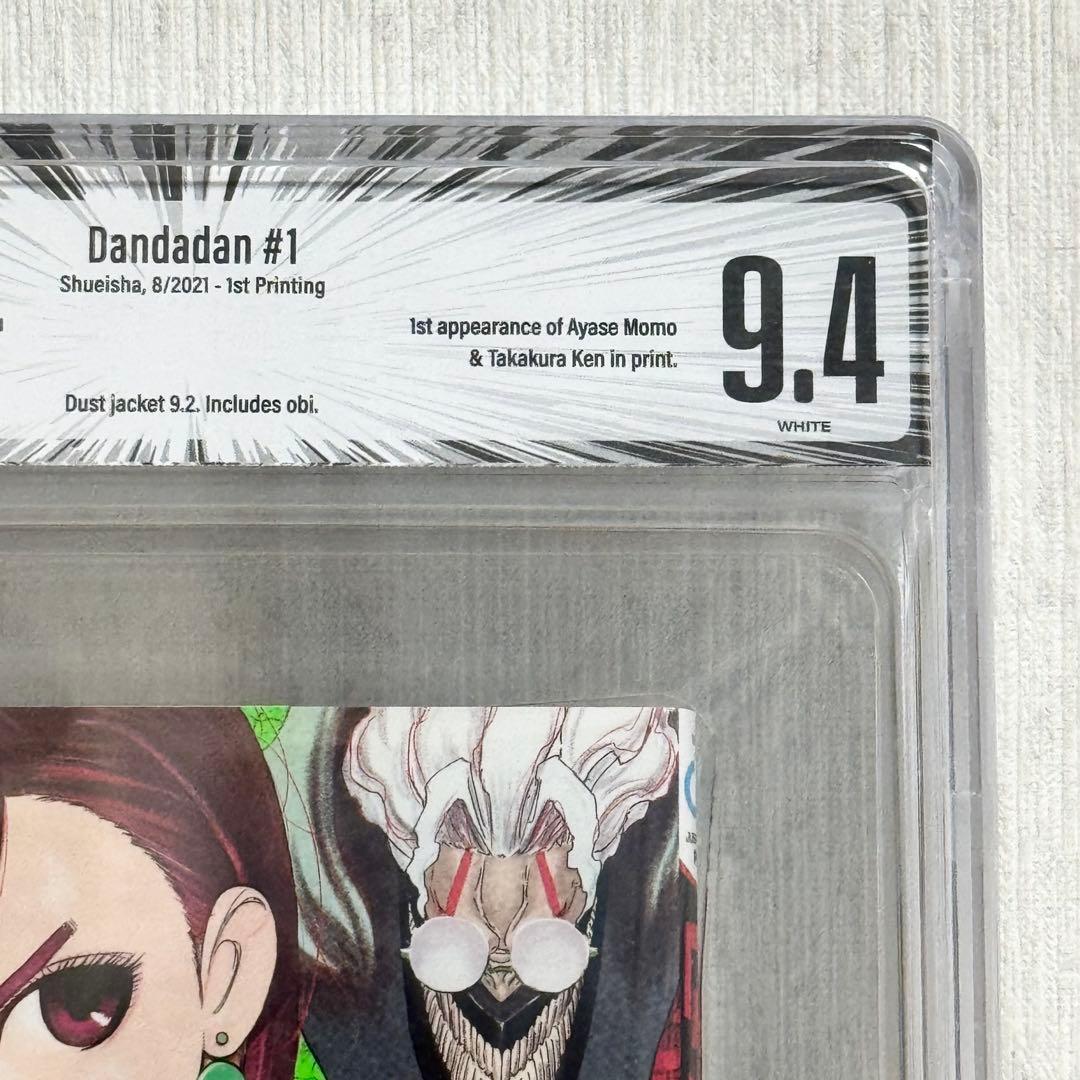 Dandadan #1
Shueisha, 8/2021 - 1st Printing
1st appearance of Ayase Momo
& Takakura Ken in print.
9.4
WHITE
Dust jacket 9.2. Includes obi.